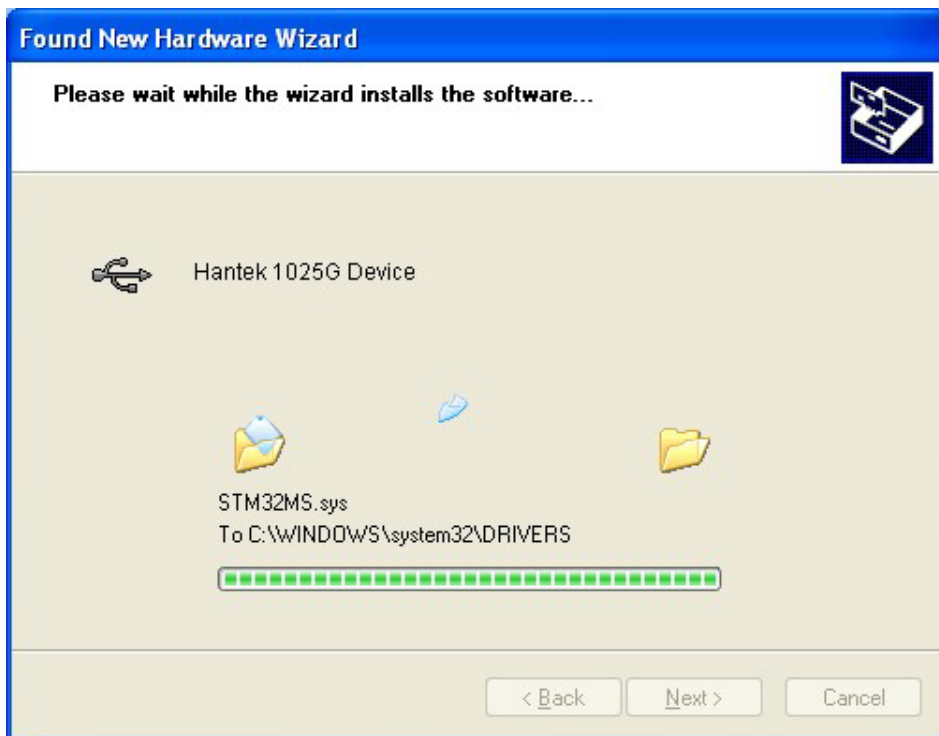 Found New Hardware Wizard
Please wait while the wizard installs the software...
Hantek 1025G Device
STM32MS.sys
To C:\WINDOWS\system32\DRIVERS
< Back
Next >
Cancel